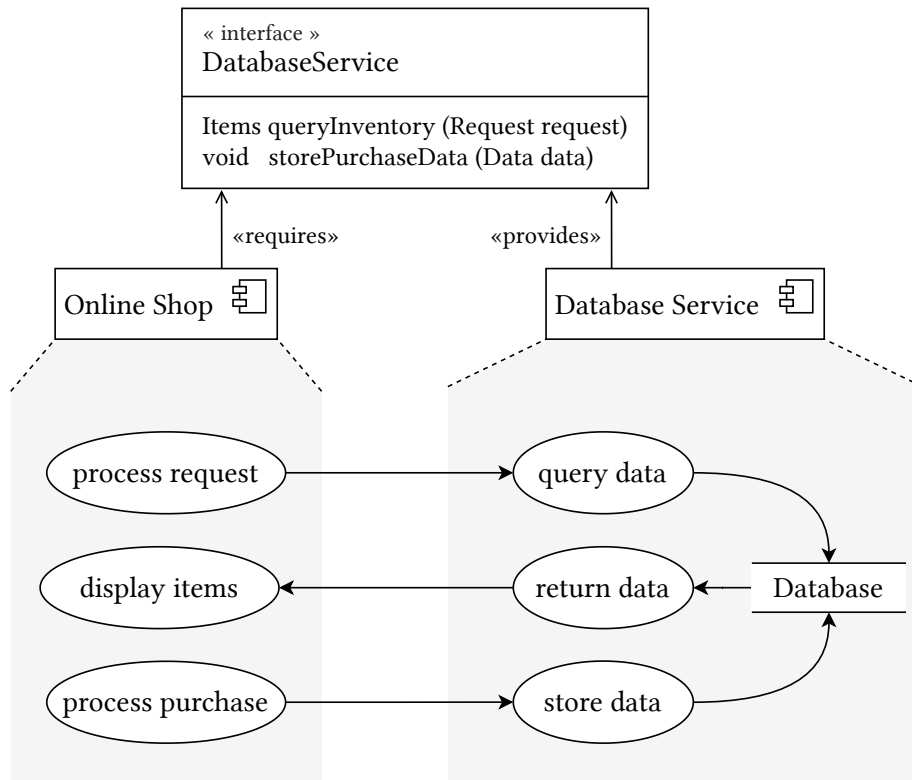 « interface »
DatabaseService
Items queryInventory (Request request)
void storePurchaseData (Data data)
«requires»
«provides»
Online Shop
Database Service
process request
query data
display items
return data
Database
process purchase
store data